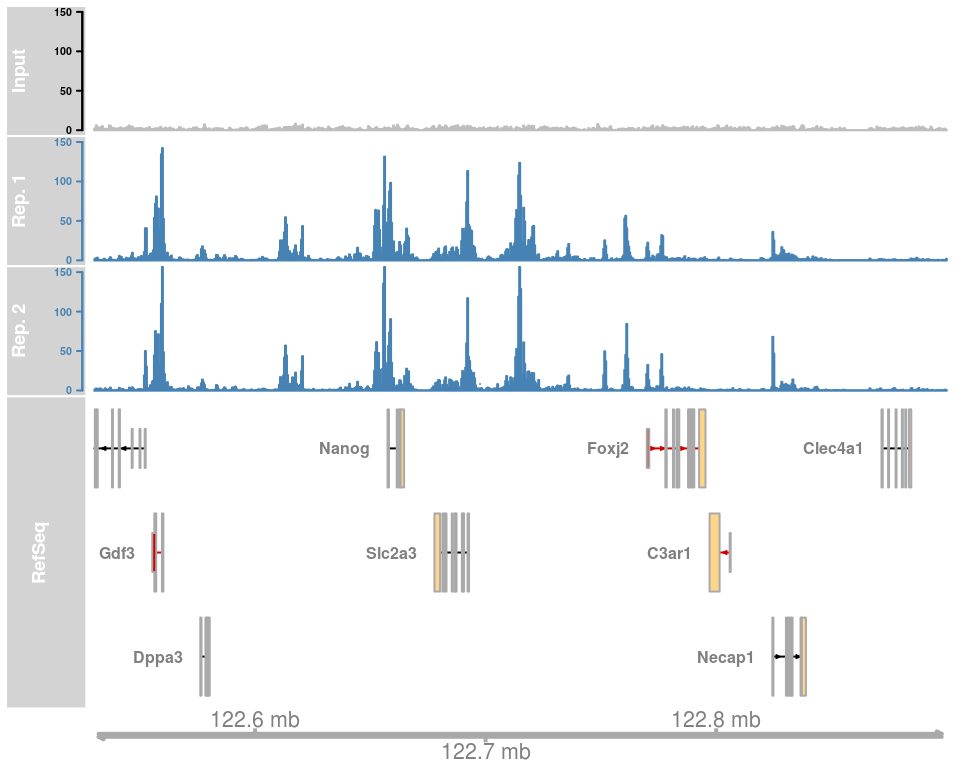 Input
150
100
50
0
Rep. 1
150
100
50
0
Rep. 2
150
100
50
0
RefSeq
Nanog
Foxj2
Clec4a1
Gdf3
Slc2a3
C3ar1
Dppa3
Necap1
122.6 mb
122.8 mb
122.7 mb